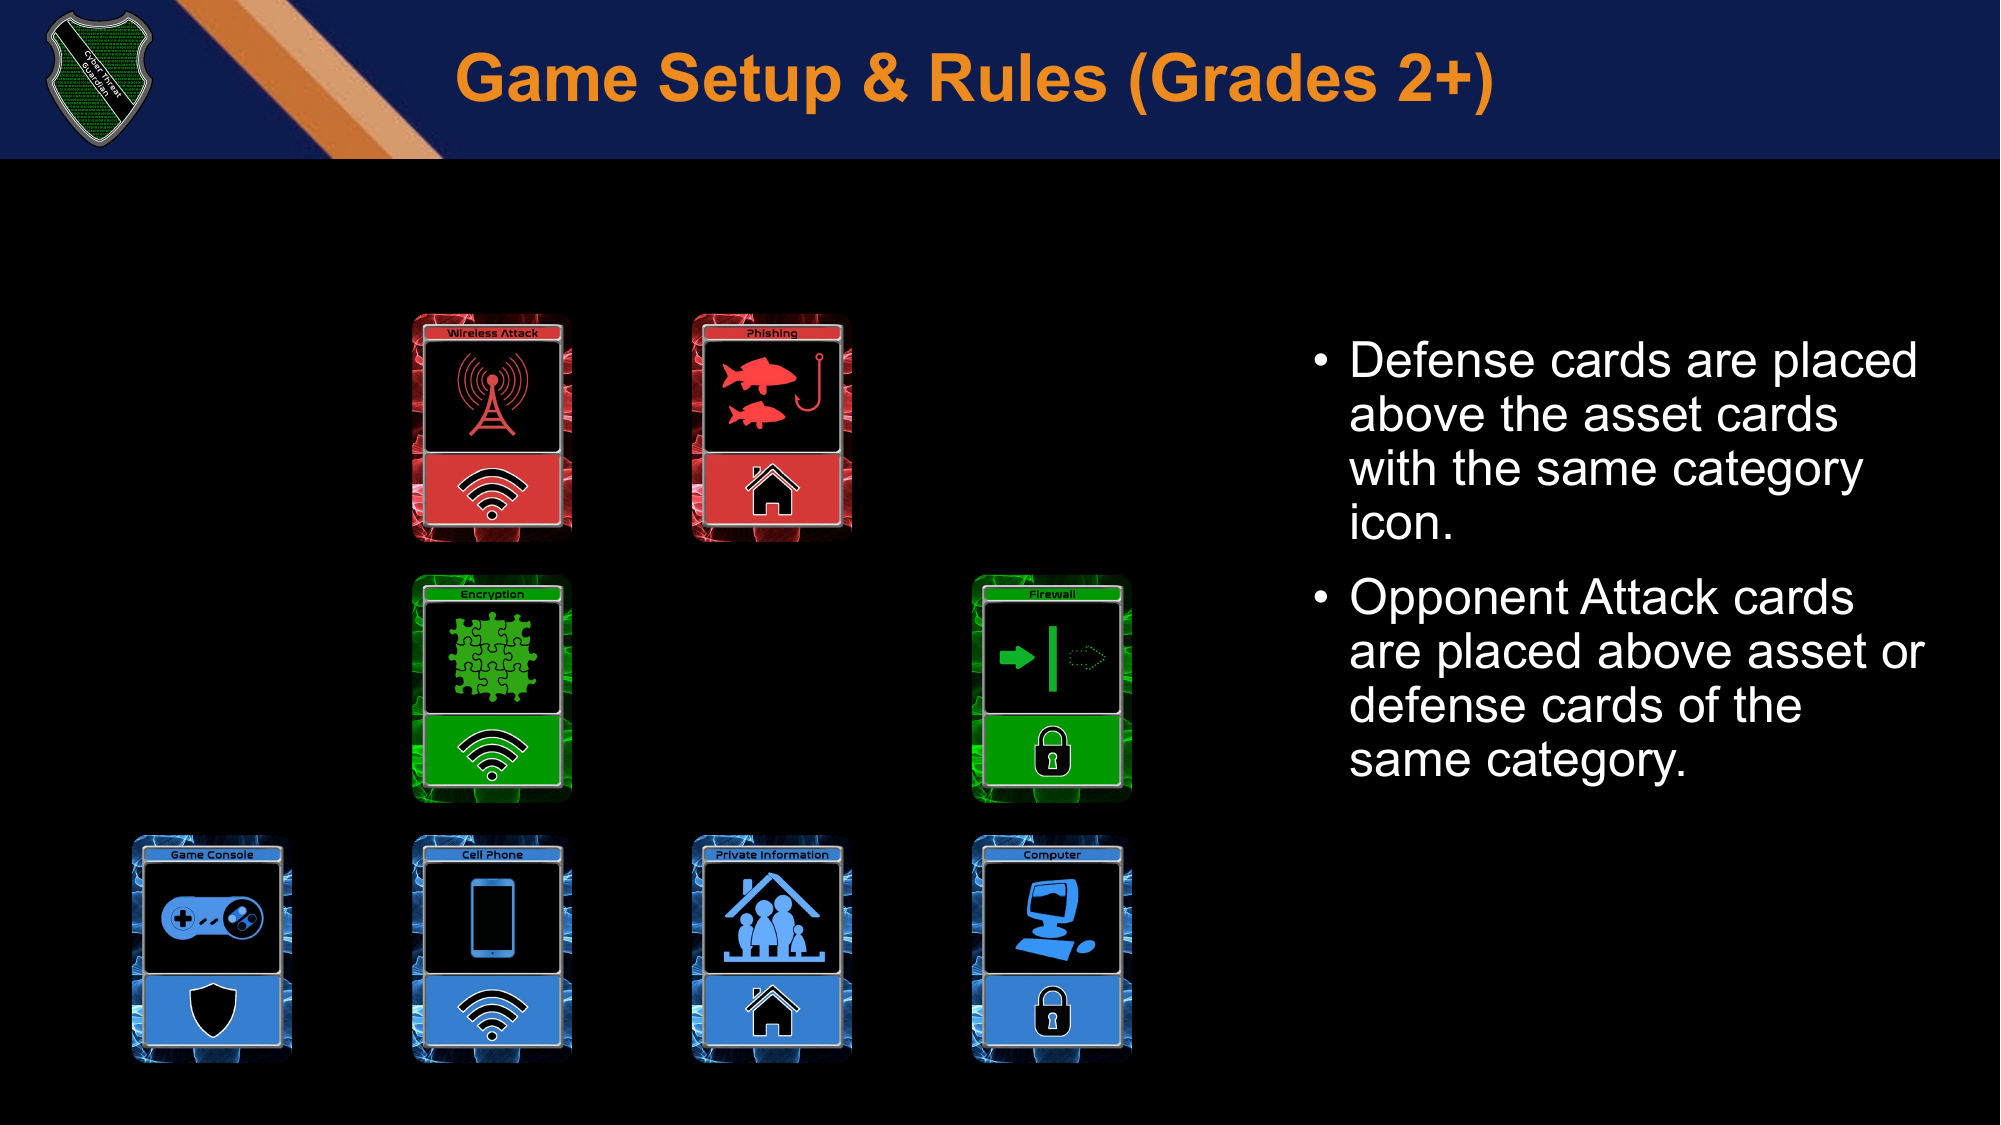 Cyber Threat
Guardian
Game Setup & Rules (Grades 2+)
Wireless Attack
Phishing
Encryption
Firewall
Game Console
Cell Phone
Private Information
Computer
• Defense cards are placed
above the asset cards
with the same category
icon.
• Opponent Attack cards
are placed above asset or
defense cards of the
same category.